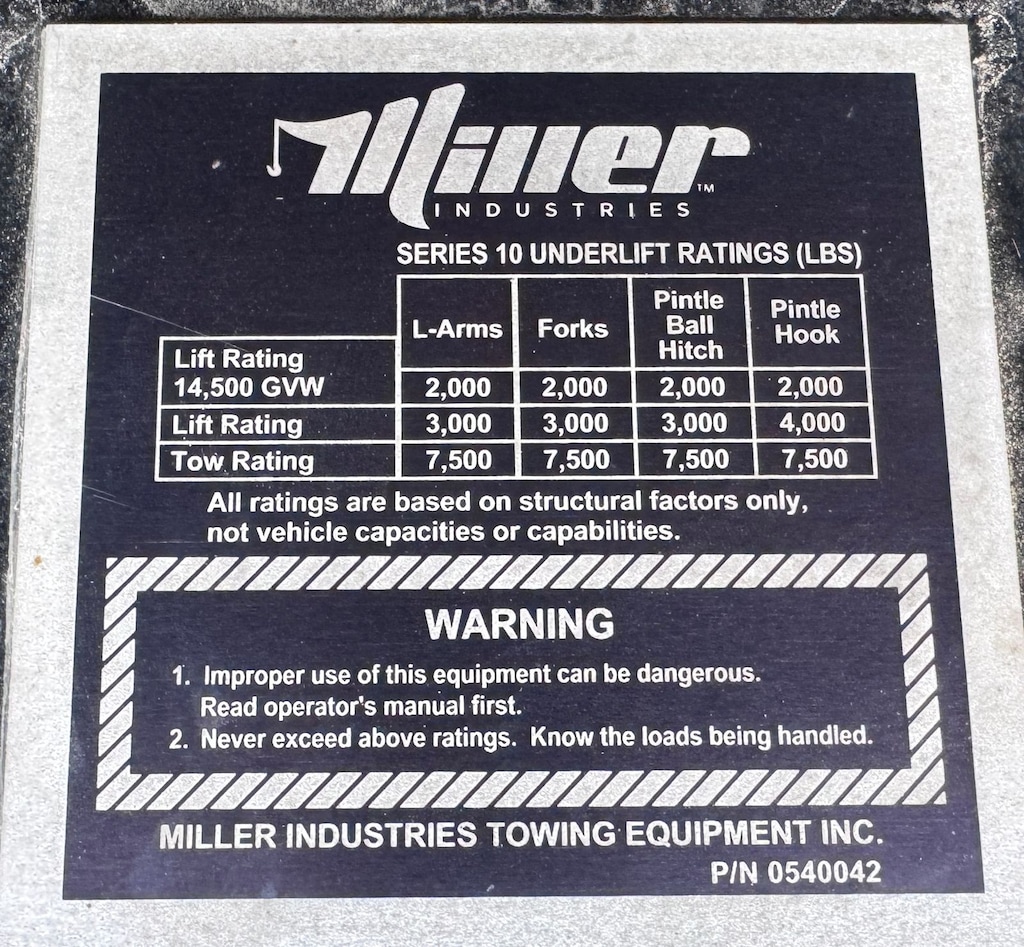 Miller™
INDUSTRIES
SERIES 10 UNDERLIFT RATINGS (LBS)
L-Arms Forks Pintle Ball Hitch Pintle Hook
Lift Rating
14,500 GVW 2,000 2,000 2,000 2,000
Lift Rating 3,000 3,000 3,000 4,000
Tow Rating 7,500 7,500 7,500 7,500
All ratings are based on structural factors only,
not vehicle capacities or capabilities.
WARNING
1. Improper use of this equipment can be dangerous.
Read operator's manual first.
2. Never exceed above ratings. Know the loads being handled.
MILLER INDUSTRIES TOWING EQUIPMENT INC.
P/N 0540042